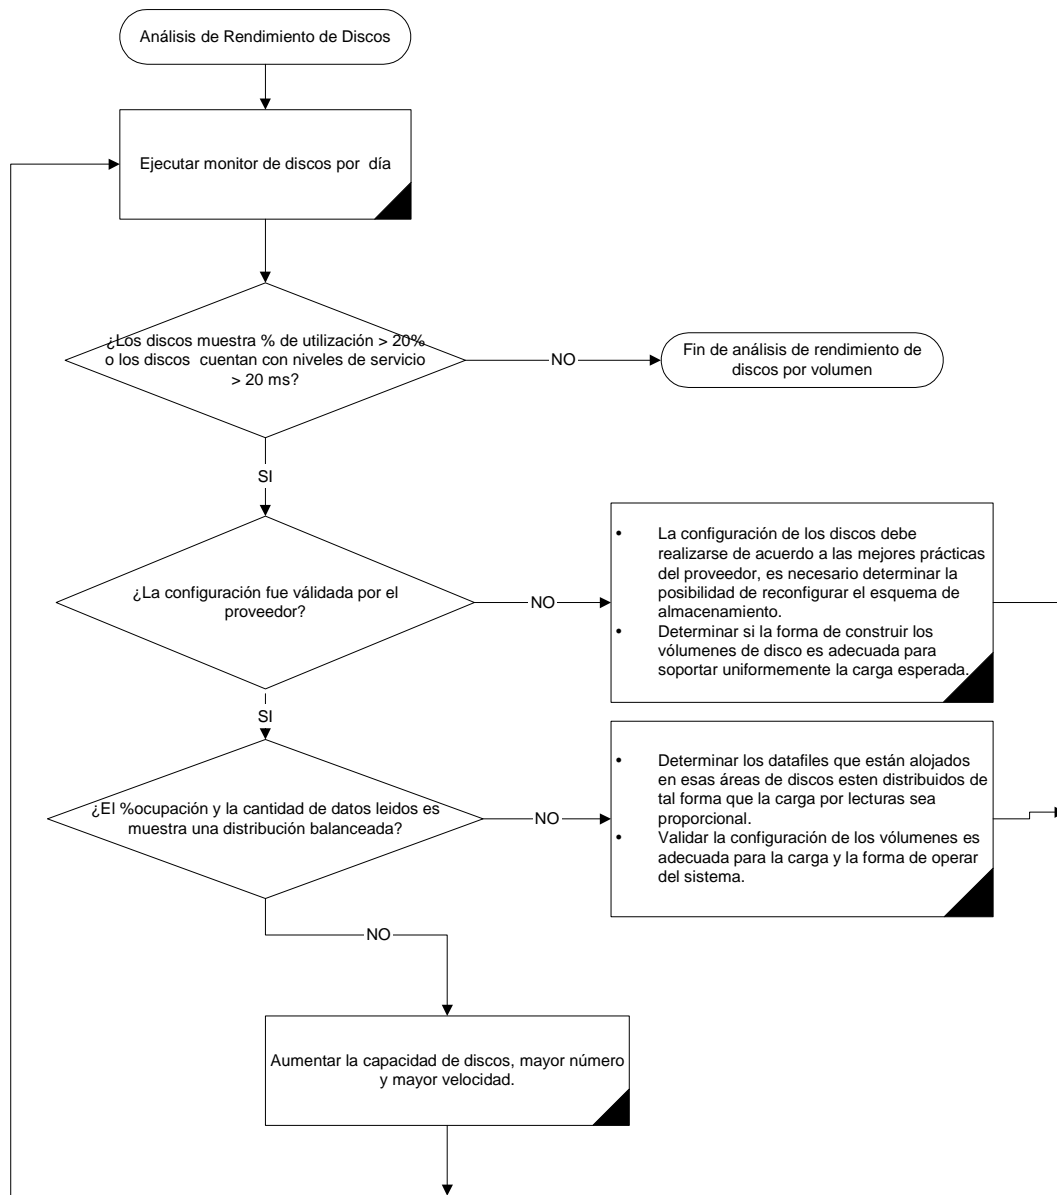 Análisis de Rendimiento de Discos
Ejecutar monitor de discos por  día
¿Los discos muestra % de utilización > 20%
o los discos  cuentan con niveles de servicio
> 20 ms?
NO
Fin de análisis de rendimiento de
discos por volumen
SI
¿La configuración fue válidada por el
proveedor?
NO
• La configuración de los discos debe
realizarse de acuerdo a las mejores prácticas
del proveedor, es necesario determinar la
posibilidad de reconfigurar el esquema de
almacenamiento.
• Determinar si la forma de construir los
vólumenes de disco es adecuada para
soportar uniformemente la carga esperada.
SI
¿El %ocupación y la cantidad de datos leidos es
muestra una distribución balanceada?
NO
• Determinar los datafiles que están alojados
en esas áreas de discos esten distribuidos de
tal forma que la carga por lecturas sea
proporcional.
• Validar la configuración de los vólumenes es
adecuada para la carga y la forma de operar
del sistema.
NO
Aumentar la capacidad de discos, mayor número
y mayor velocidad.